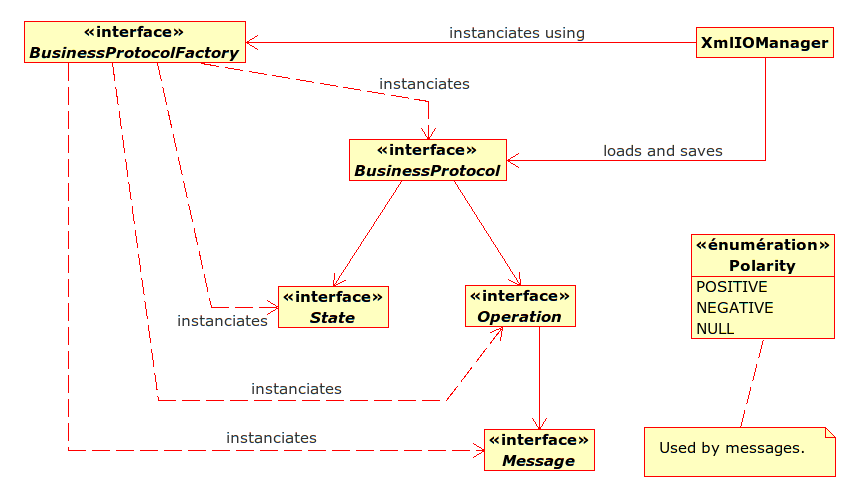 «interface»
BusinessProtocolFactory
instanciates using
XmlIOManager
instanciates
«interface»
BusinessProtocol
loads and saves
«énumération»
Polarity
POSITIVE
NEGATIVE
NULL
«interface»
State
«interface»
Operation
instanciates
instanciates
instanciates
«interface»
Message
Used by messages.